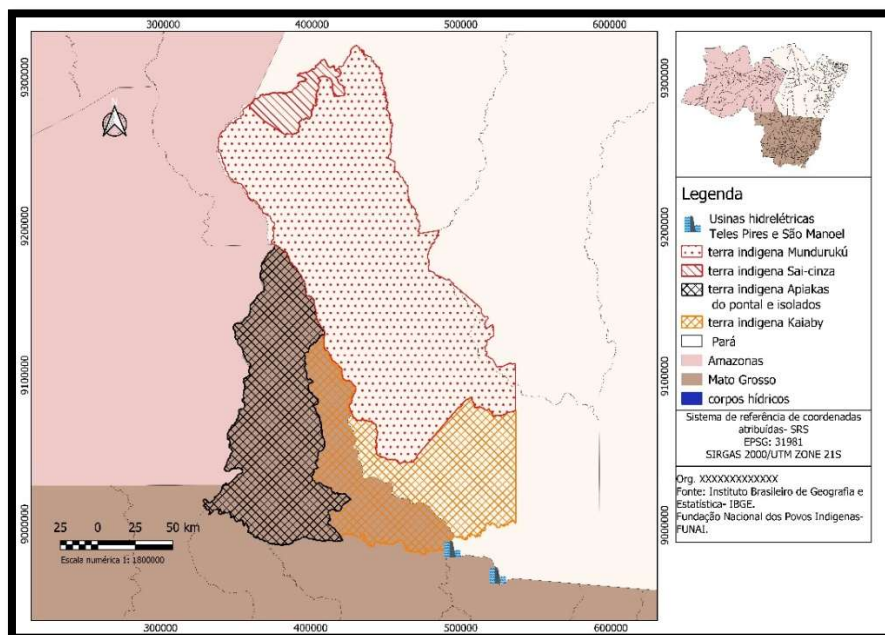 300000 400000 500000 600000
9300000 9300000
9200000 9200000
9100000 9100000
9000000 9000000
25 0 25 50 km
Escala numérica 1: 1800000
300000 400000 500000 600000
Legenda
Usinas hidrelétricas
Teles Pires e São Manoel
terra indigena Mundurukú
terra indigena Sai-cinza
terra indigena Apiakas
do pontal e isolados
terra indigena Kaiaby
Pará
Amazonas
Mato Grosso
corpos hídricos
Sistema de referência de coordenadas
atribuídas- SRS
EPSG: 31981
SIRGAS 2000/UTM ZONE 21S
Org. XXXXXXXXXXXXX
Fonte: Instituto Brasileiro de Geografia e
Estatística- IBGE.
Fundação Nacional dos Povos Indigenas-
FUNAI.